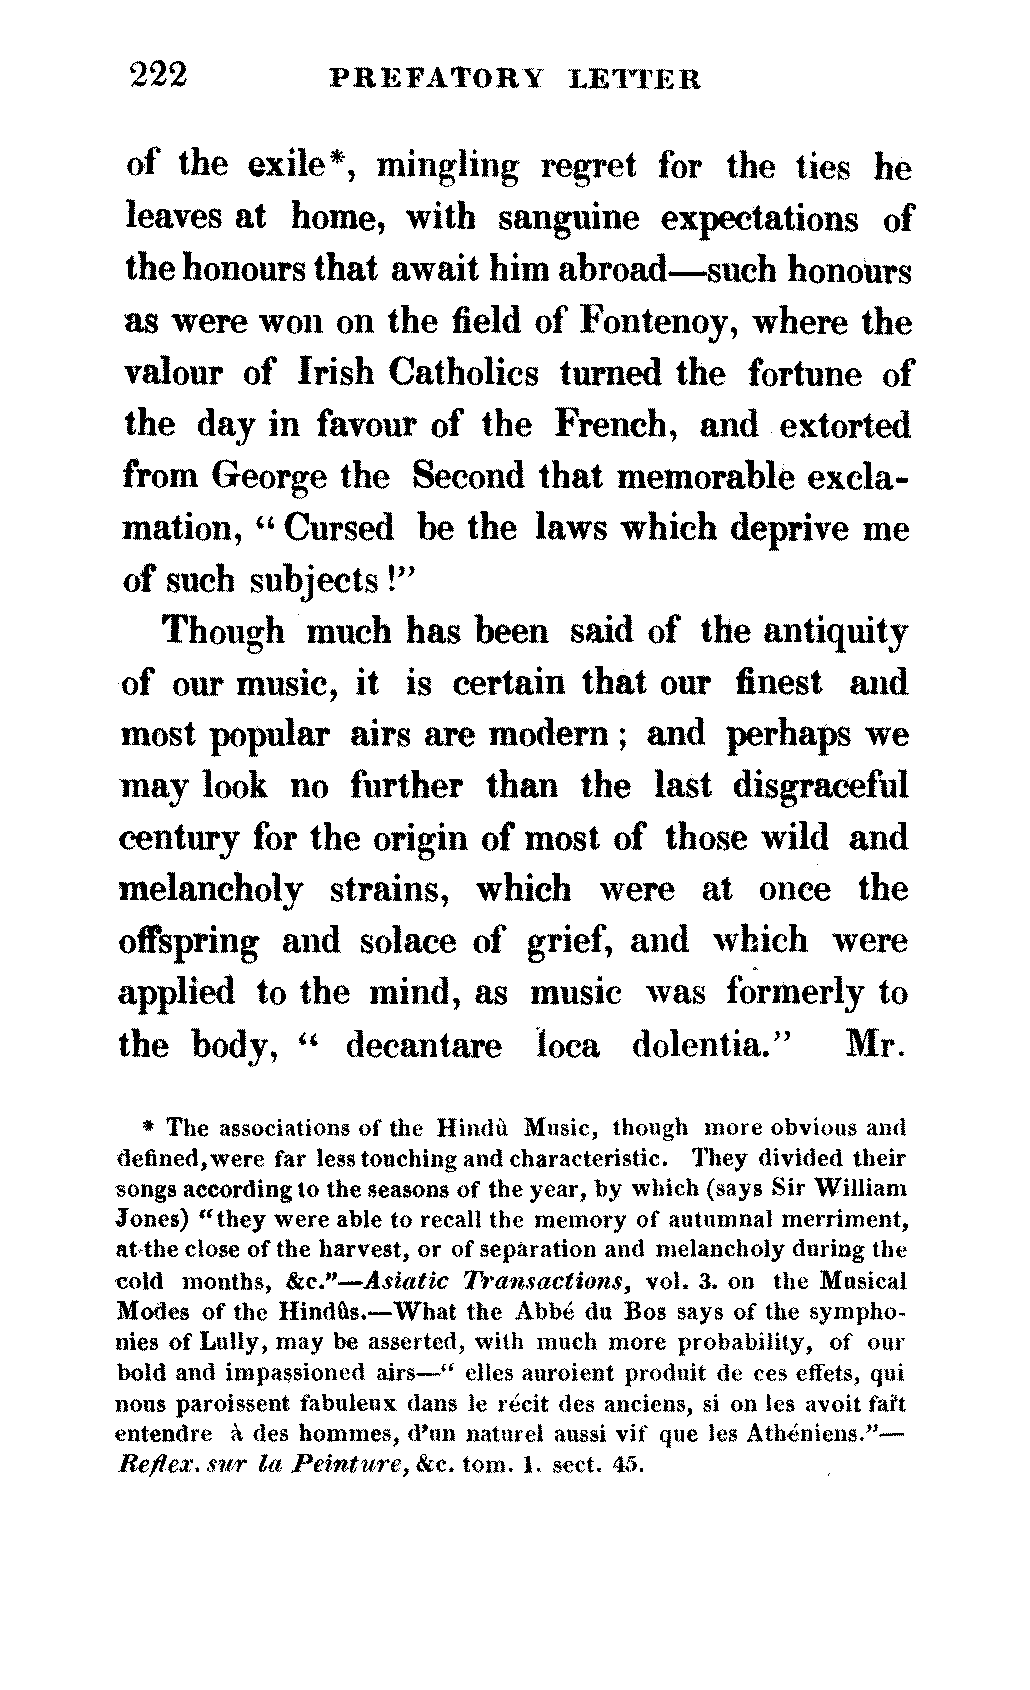 222 PREFATORY LETTER
of the exile*, mingling regret for the ties he
leaves at home, with sanguine expectations of
the honours that await him abroad—such honours
as were won on the field of Fontenoy, where the
valour of Irish Catholics turned the fortune of
the day in favour of the French, and extorted
from George the Second that memorable excla-
mation, “ Cursed be the laws which deprive me
of such subjects !”
Though much has been said of the antiquity
of our music, it is certain that our finest and
most popular airs are modern ; and perhaps we
may look no further than the last disgraceful
century for the origin of most of those wild and
melancholy strains, which were at once the
offspring and solace of grief, and which were
applied to the mind, as music was formerly to
the body, “ decantare loca dolentia.” Mr.
* The associations of the Hindù Music, though more obvious and
defined, were far less touching and characteristic. They divided their
songs according to the seasons of the year, by which (says Sir William
Jones) “they were able to recall the memory of autumnal merriment,
at the close of the harvest, or of separation and melancholy during the
cold months, &c.”—Asiatic Transactions, vol. 3. on the Musical
Modes of the Hindûs.—What the Abbé du Bos says of the sympho-
nies of Lully, may be asserted, with much more probability, of our
bold and impassioned airs—“ elles auroient produit de ces effets, qui
nous paroissent fabuleux dans le récit des anciens, si on les avoit fait
entendre à des hommes, d’un naturel aussi vif que les Athéniens.”—
Reflex. sur la Peinture, &c. tom. 1. sect. 45.